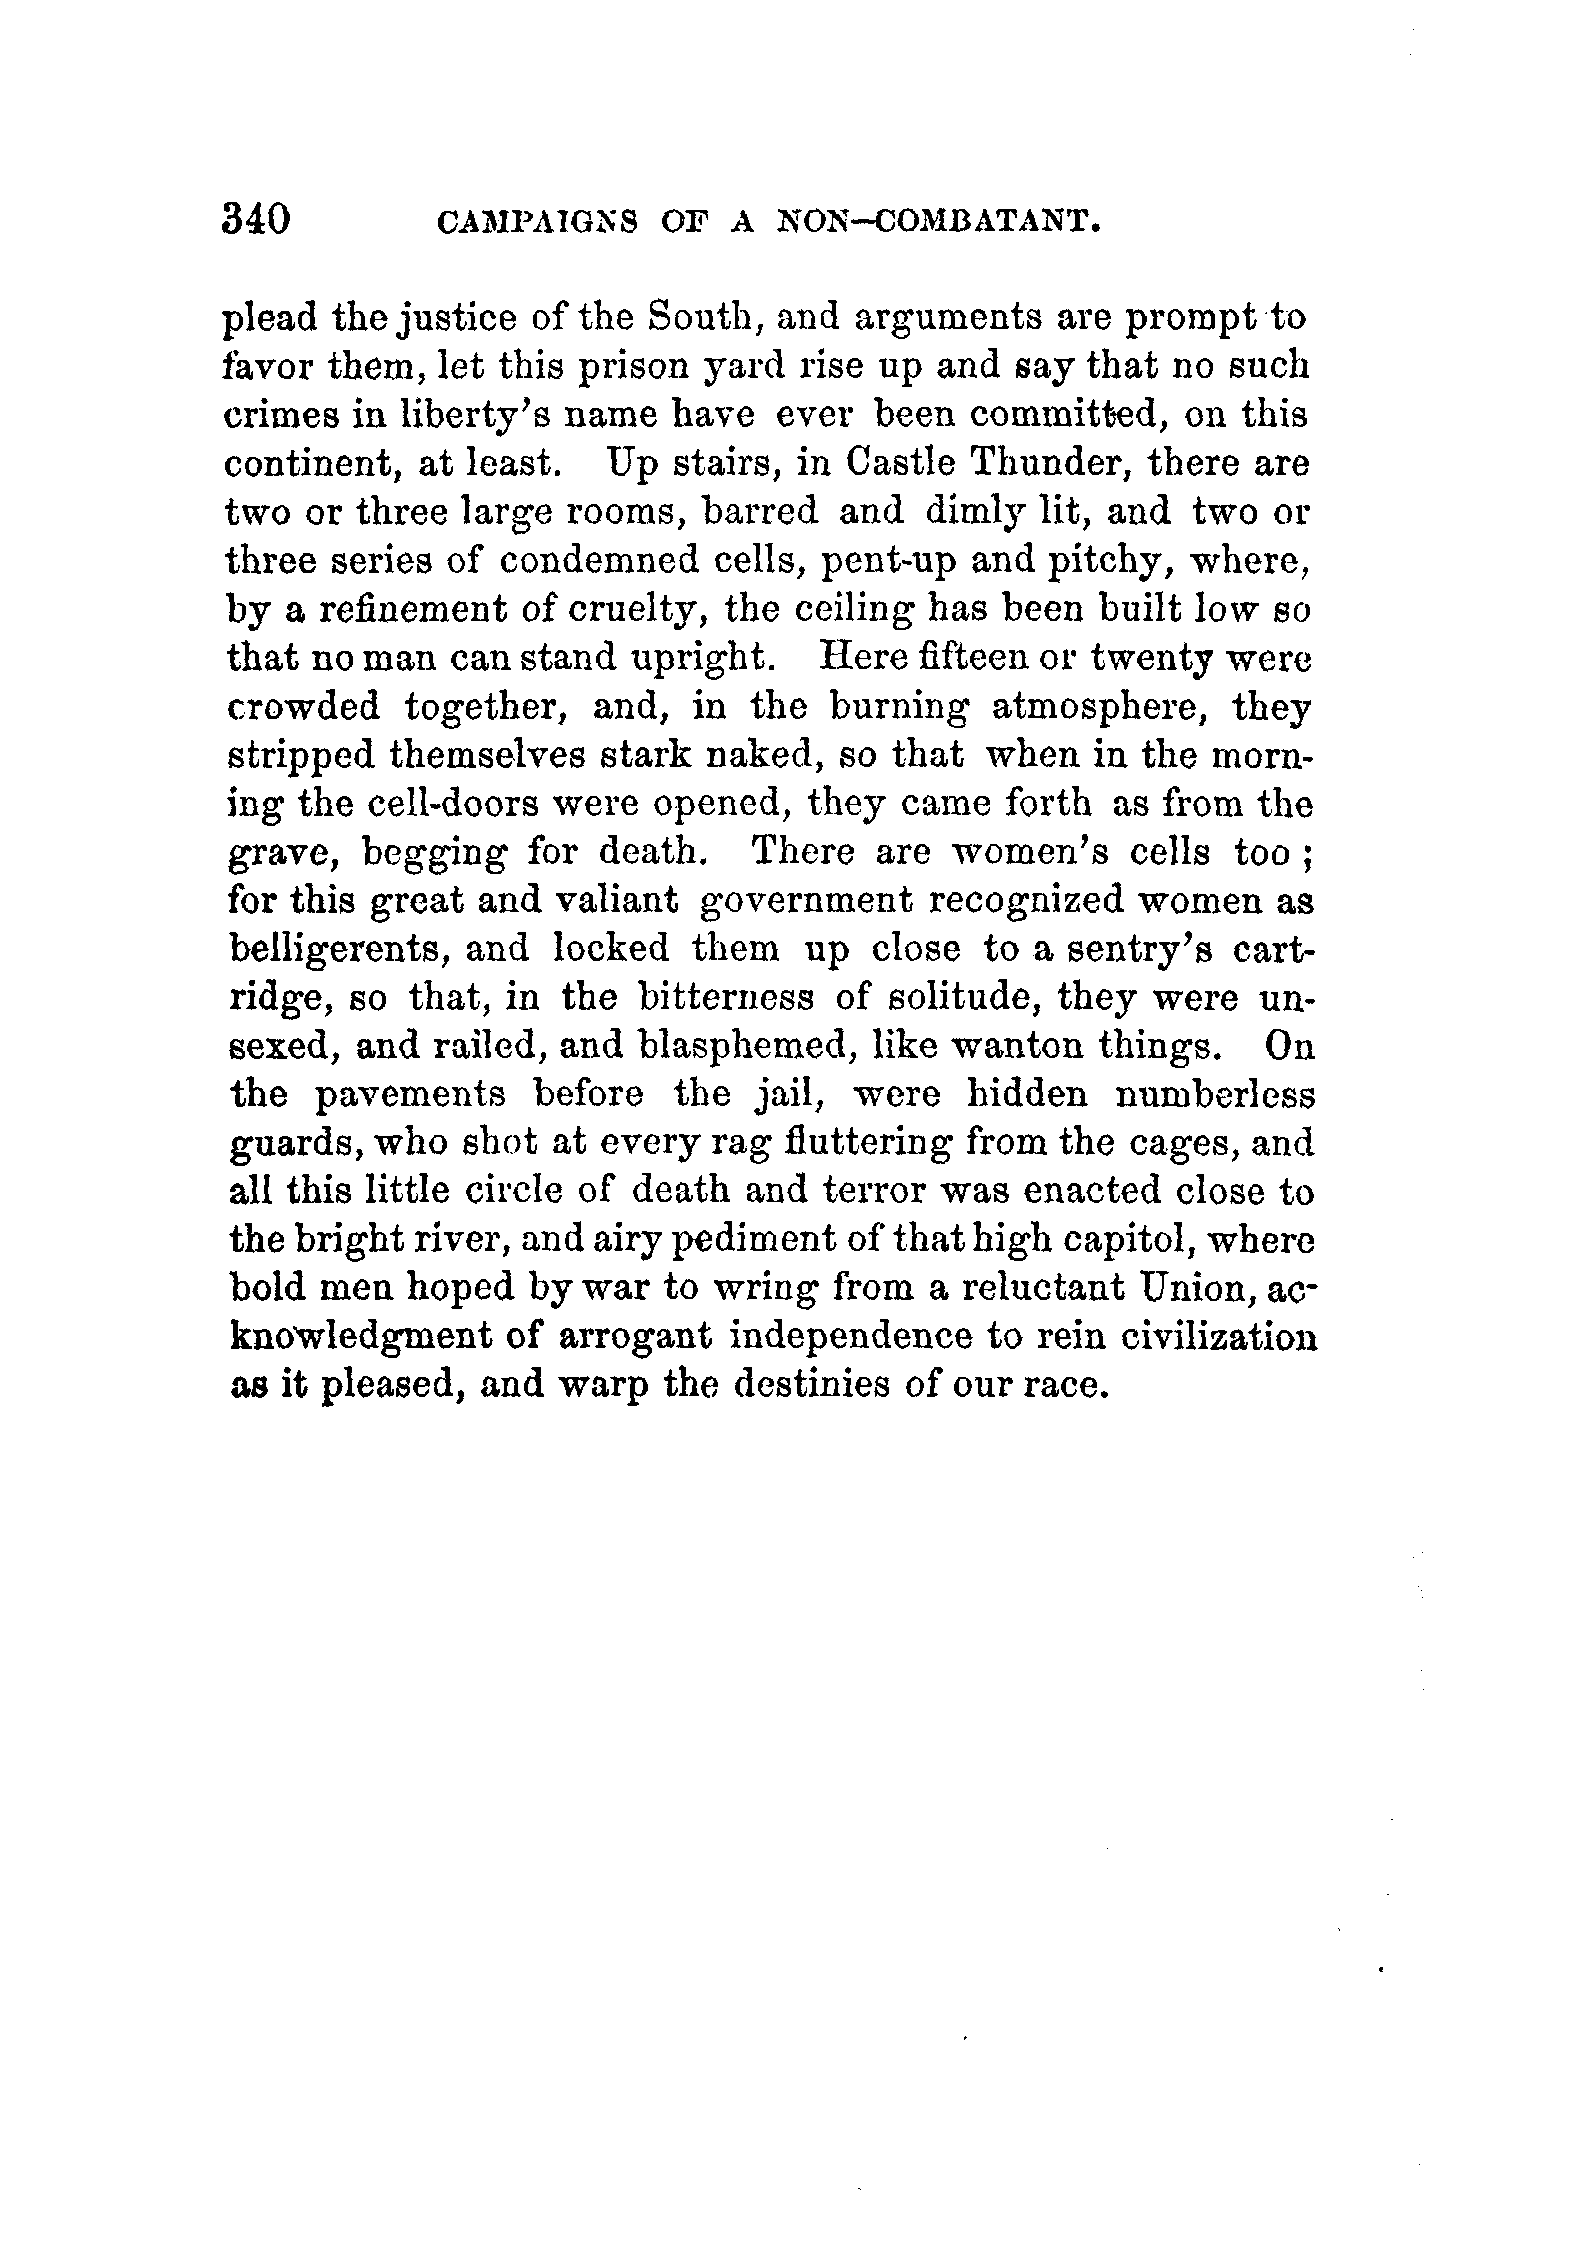 340 CAMPAIGNS OF A NON-COMBATANT.
plead the justice of the South, and arguments are prompt to
favor them, let this prison yard rise up and say that no such
crimes in liberty's name have ever been committed, on this
continent, at least. Up stairs, in Castle Thunder, there are
two or three large rooms, barred and dimly lit, and two or
three series of condemned cells, pent-up and pitchy, where,
by a refinement of cruelty, the ceiling has been built low so
that no man can stand upright. Here fifteen or twenty were
crowded together, and, in the burning atmosphere, they
stripped themselves stark naked, so that when in the morn-
ing the cell-doors were opened, they came forth as from the
grave, begging for death. There are women's cells too ;
for this great and valiant government recognized women as
belligerents, and locked them up close to a sentry's cart-
ridge, so that, in the bitterness of solitude, they were un-
sexed, and railed, and blasphemed, like wanton things. On
the pavements before the jail, were hidden numberless
guards, who shot at every rag fluttering from the cages, and
all this little circle of death and terror was enacted close to
the bright river, and airy pediment of that high capitol, where
bold men hoped by war to wring from a reluctant Union, ac-
knowledgment of arrogant independence to rein civilization
as it pleased, and warp the destinies of our race.